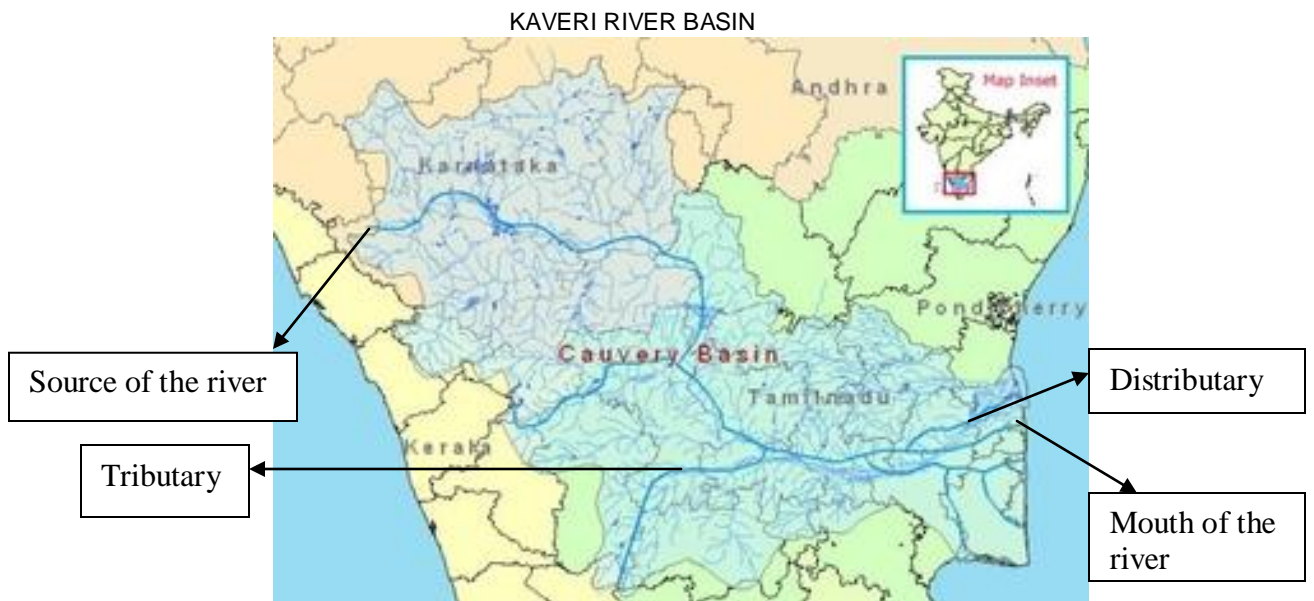 KAVERI RIVER BASIN
Andhra
Map Inset
Karnataka
Pondicherry
Cauvery Basin
Source of the river
Distributary
Tamilnadu
Kerala
Tributary
Mouth of the
river